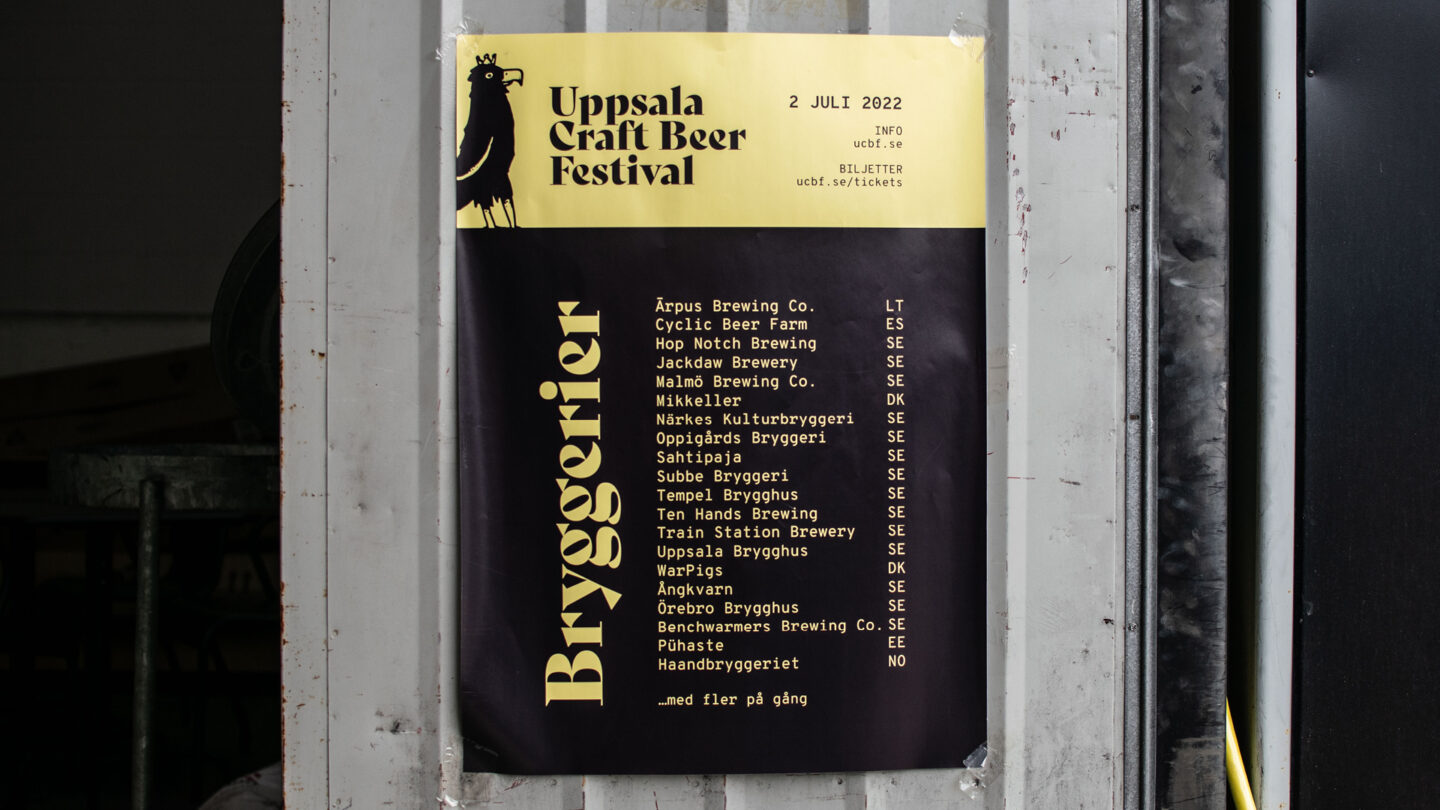 Uppsala
Craft Beer
Festival
2 JULI 2022
INFO
ucbf.se
BILJETTER
ucbf.se/tickets
Bryggerier
Ārpus Brewing Co. LT
Cyclic Beer Farm ES
Hop Notch Brewing SE
Jackdaw Brewery SE
Malmö Brewing Co. SE
Mikkeller DK
Närkes Kulturbryggeri SE
Oppigårds Bryggeri SE
Sahtipaja SE
Subbe Bryggeri SE
Tempel Brygghus SE
Ten Hands Brewing SE
Train Station Brewery SE
Uppsala Brygghus SE
WarPigs DK
Ångkvarn SE
Örebro Brygghus SE
Benchwarmers Brewing Co. SE
Pühaste EE
Haandbryggeriet NO
…med fler på gång